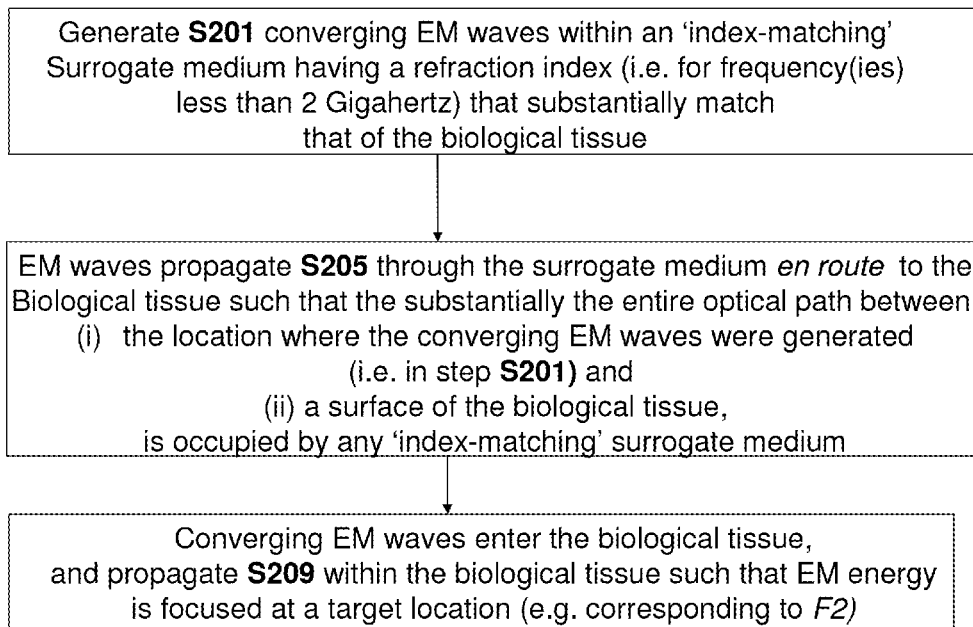 Generate S201 converging EM waves within an ‘index-matching’
Surrogate medium having a refraction index (i.e. for frequency(ies)
less than 2 Gigahertz) that substantially match
that of the biological tissue
EM waves propagate S205 through the surrogate medium en route to the
Biological tissue such that the substantially the entire optical path between
(i) the location where the converging EM waves were generated
(i.e. in step S201) and
(ii) a surface of the biological tissue,
is occupied by any ‘index-matching’ surrogate medium
Converging EM waves enter the biological tissue,
and propagate S209 within the biological tissue such that EM energy
is focused at a target location (e.g. corresponding to F2)